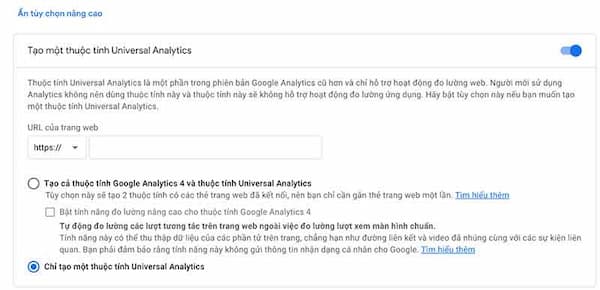 Ẩn tùy chọn nâng cao
Tạo một thuộc tính Universal Analytics
Thuộc tính Universal Analytics là một phần trong phiên bản Google Analytics cũ hơn và chỉ hỗ trợ hoạt động đo lường web. Người mới sử dụng
Analytics không nên dùng thuộc tính này và thuộc tính này sẽ không hỗ trợ hoạt động đo lường ứng dụng. Hãy bật tùy chọn này nếu bạn muốn tạo
một thuộc tính Universal Analytics.
URL của trang web
https://
Tạo cả thuộc tính Google Analytics 4 và thuộc tính Universal Analytics
Tùy chọn này sẽ tạo 2 thuộc tính có các thẻ trang web đã kết nối, nên bạn chỉ cần gắn thẻ trang web một lần. Tìm hiểu thêm
Bật tính năng đo lường nâng cao cho thuộc tính Google Analytics 4
Tự động đo lường các lượt tương tác trên trang web ngoài việc đo lường lượt xem màn hình chuẩn.
Tính năng này có thể thu thập dữ liệu của các phần tử trên trang, chẳng hạn như đường liên kết và video đã nhúng cùng với các sự kiện liên
quan. Bạn phải đảm bảo rằng tính năng này không gửi thông tin nhận dạng cá nhân cho Google. Tìm hiểu thêm
Chỉ tạo một thuộc tính Universal Analytics